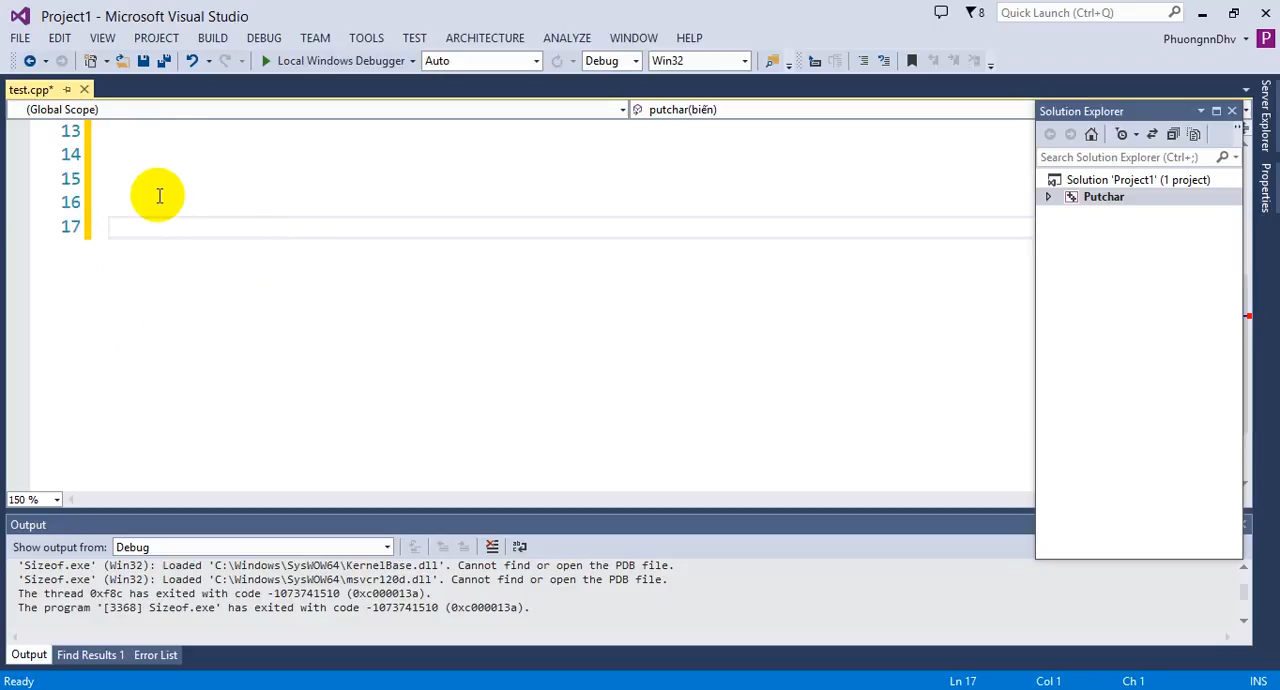 Project1 - Microsoft Visual Studio
8
Quick Launch (Ctrl+Q)
FILE EDIT VIEW PROJECT BUILD DEBUG TEAM TOOLS TEST ARCHITECTURE ANALYZE WINDOW HELP
PhuongnnDhv
P
Local Windows Debugger
Auto
Debug
Win32
test.cpp*
(Global Scope)
putchar(biến)
13
14
15
16
17
Solution Explorer
Search Solution Explorer (Ctrl+;)
Solution 'Project1' (1 project)
Putchar
Server Explorer
Properties
150 %
Output
Show output from: Debug
'Sizeof.exe' (Win32): Loaded 'C:\Windows\SysWOW64\KernelBase.dll'. Cannot find or open the PDB file.
'Sizeof.exe' (Win32): Loaded 'C:\Windows\SysWOW64\msvcr120d.dll'. Cannot find or open the PDB file.
The thread 0xf8c has exited with code -1073741510 (0xc000013a).
The program '[3368] Sizeof.exe' has exited with code -1073741510 (0xc000013a).
Output Find Results 1 Error List
Ready
Ln 17
Col 1
Ch 1
INS